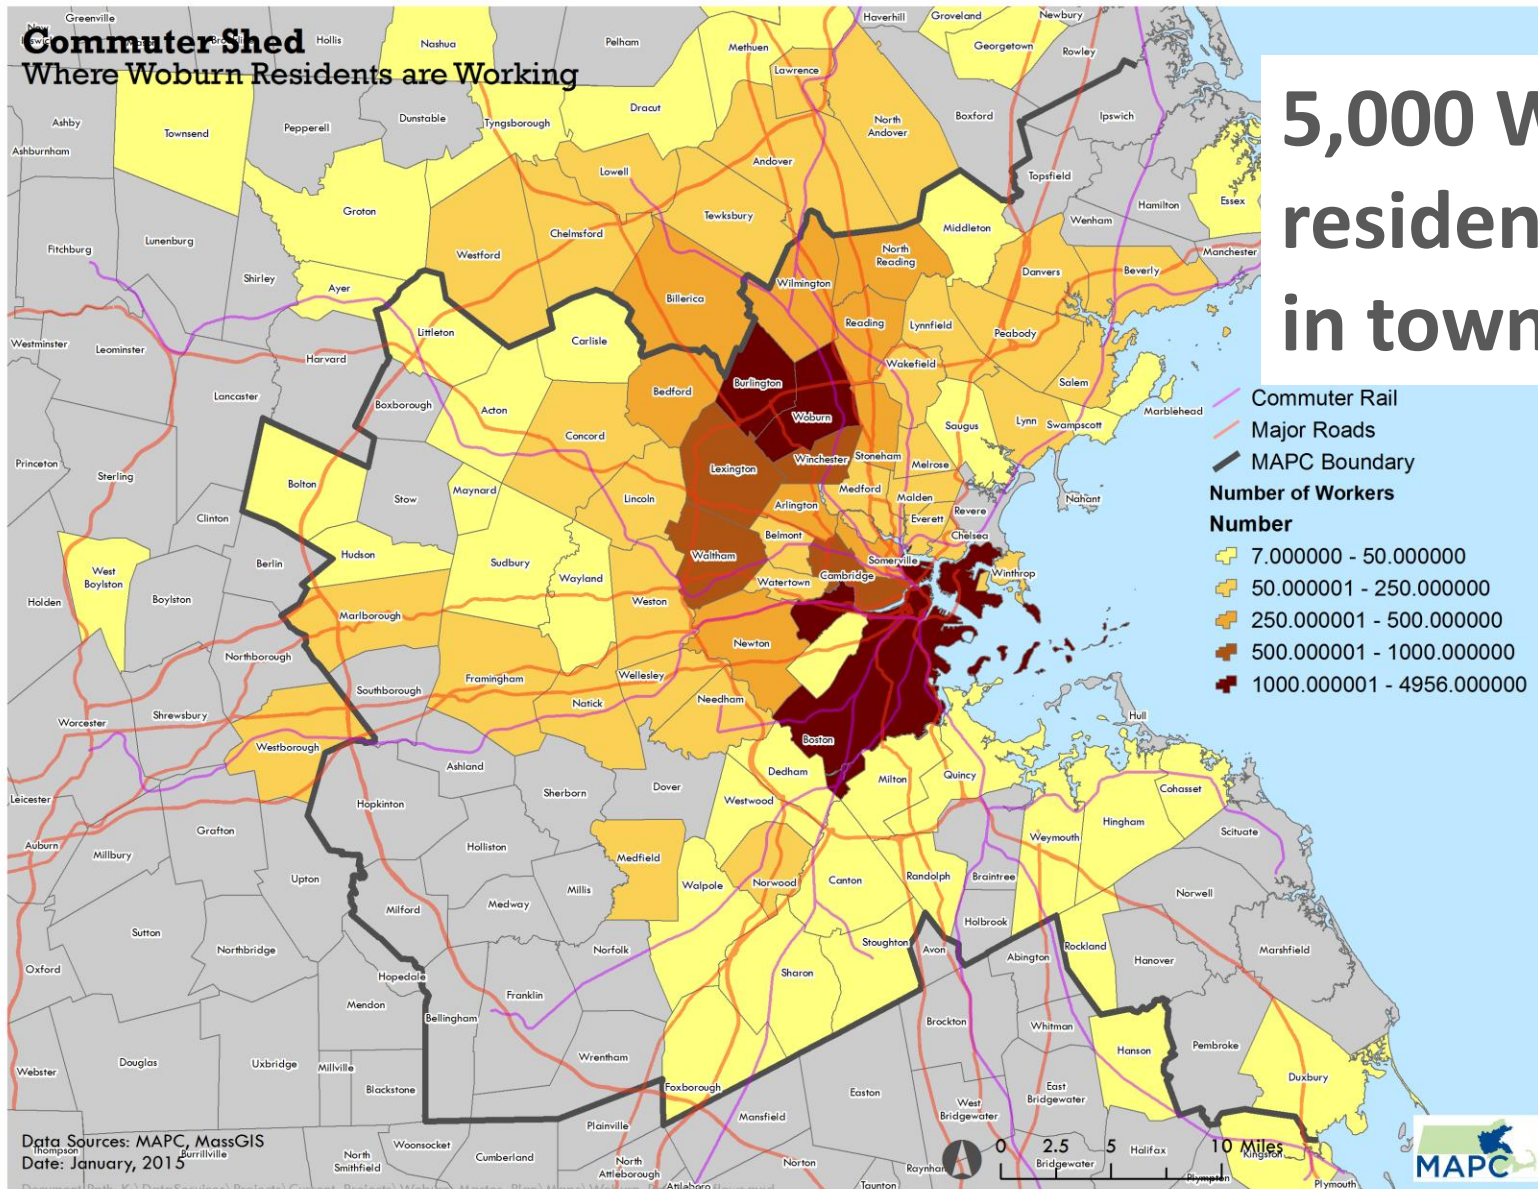 Commuter Shed
Where Woburn Residents are Working
5,000 W
residen
in town
Greenville
Hollis
Nashua
Pelham
Methuen
Haverhill
Groveland
Newbury
Georgetown
Rowley
Lawrence
Ashby
Townsend
Pepperell
Dunstable
Tyngsborough
Dracut
North
Andover
Boxford
Ipswich
Ashburnham
Andover
Lowell
Topsfield
Groton
Tewksbury
Middleton
Wenham
Hamilton
Essex
Fitchburg
Lunenburg
Westford
Chelmsford
North
Reading
Manchester
Shirley
Ayer
Billerica
Wilmington
Danvers
Beverly
Westminster
Leominster
Harvard
Littleton
Carlisle
Reading
Lynnfield
Peabody
Wakefield
Lancaster
Boxborough
Acton
Bedford
Burlington
Woburn
Salem
Marblehead
Princeton
Sterling
Concord
Lexington
Winchester
Stoneham
Saugus
Lynn
Swampscott
Melrose
Bolton
Stow
Maynard
Lincoln
Arlington
Medford
Malden
Nahant
Clinton
Everett
Revere
Belmont
Chelsea
Berlin
Hudson
Sudbury
Wayland
Waltham
Watertown
Cambridge
Somerville
Winthrop
West
Boylston
Holden
Boylston
Marlborough
Weston
Newton
Northborough
Southborough
Framingham
Wellesley
Natick
Needham
Worcester
Shrewsbury
Westborough
Boston
Hull
Ashland
Sherborn
Dover
Dedham
Milton
Quincy
Cohasset
Leicester
Hopkinton
Westwood
Hingham
Scituate
Auburn
Millbury
Grafton
Holliston
Medfield
Weymouth
Upton
Millis
Walpole
Norwood
Canton
Randolph
Braintree
Norwell
Milford
Medway
Holbrook
Sutton
Northbridge
Norfolk
Stoughton
Avon
Rockland
Abington
Hanover
Marshfield
Oxford
Hopedale
Mendon
Franklin
Sharon
Bellingham
Brockton
Whitman
Webster
Douglas
Uxbridge
Millville
Blackstone
Wrentham
Foxborough
Hanson
Pembroke
Duxbury
Easton
West
Bridgewater
East
Bridgewater
Plainville
Mansfield
Woonsocket
Cumberland
North
Smithfield
North
Attleborough
Norton
Attleboro
Raynham
Taunton
Bridgewater
Halifax
Kingston
Plympton
Plymouth
Thompson
Burrillville
Commuter Rail
Major Roads
MAPC Boundary
Number of Workers
Number
7.000000 - 50.000000
50.000001 - 250.000000
250.000001 - 500.000000
500.000001 - 1000.000000
1000.000001 - 4956.000000
Data Sources: MAPC, MassGIS
Date: January, 2015
0 2.5 5 10 Miles
MAPC